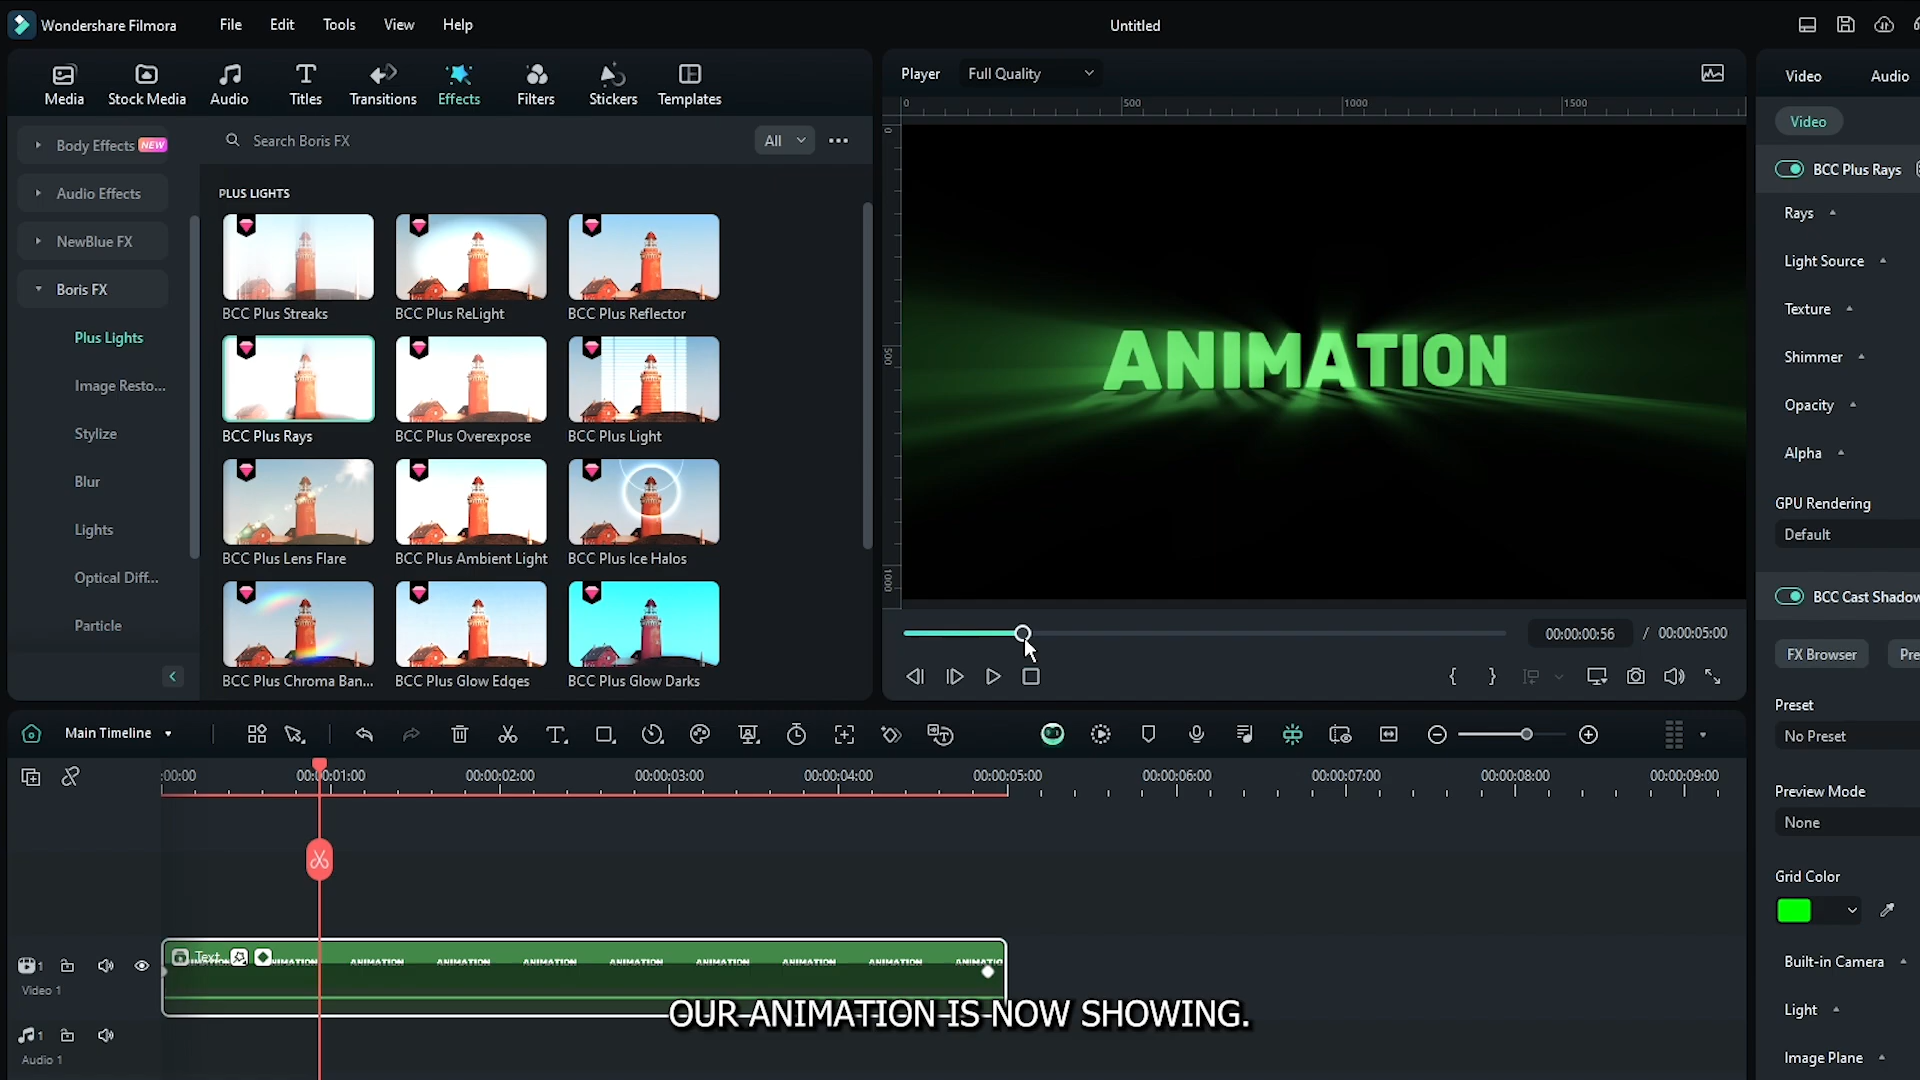 Wondershare Filmora
File
Edit
Tools
View
Help
Untitled
Media
Stock Media
Audio
Titles
Transitions
Effects
Filters
Stickers
Templates
Player
Full Quality
Video
Audio
Body Effects NEW
Audio Effects
NewBlue FX
Boris FX
Plus Lights
Image Resto...
Stylize
Blur
Lights
Optical Diff...
Particle
Search Boris FX
All
PLUS LIGHTS
BCC Plus Streaks
BCC Plus ReLight
BCC Plus Reflector
BCC Plus Rays
BCC Plus Overexpose
BCC Plus Light
BCC Plus Lens Flare
BCC Plus Ambient Light
BCC Plus Ice Halos
BCC Plus Chroma Ban...
BCC Plus Glow Edges
BCC Plus Glow Darks
0
500
1000
1500
0
500
1000
ANIMATION
00:00:00:56 / 00:00:05:00
Video
BCC Plus Rays
Rays
Light Source
Texture
Shimmer
Opacity
Alpha
GPU Rendering
Default
BCC Cast Shadow
FX Browser
Pre
Preset
No Preset
Preview Mode
None
Grid Color
Built-in Camera
Light
Image Plane
Main Timeline
:00:00
00:00:01:00
00:00:02:00
00:00:03:00
00:00:04:00
00:00:05:00
00:00:06:00
00:00:07:00
00:00:08:00
00:00:09:00
Text
ANIMATION ANIMATION ANIMATION ANIMATION ANIMATION ANIMATION ANIMATION
1
Video 1
1
Audio 1
OUR ANIMATION IS NOW SHOWING.